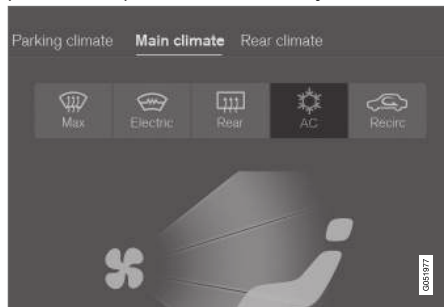 Parking climate Main climate Rear climate
Max Electric Rear AC Recirc
G051977